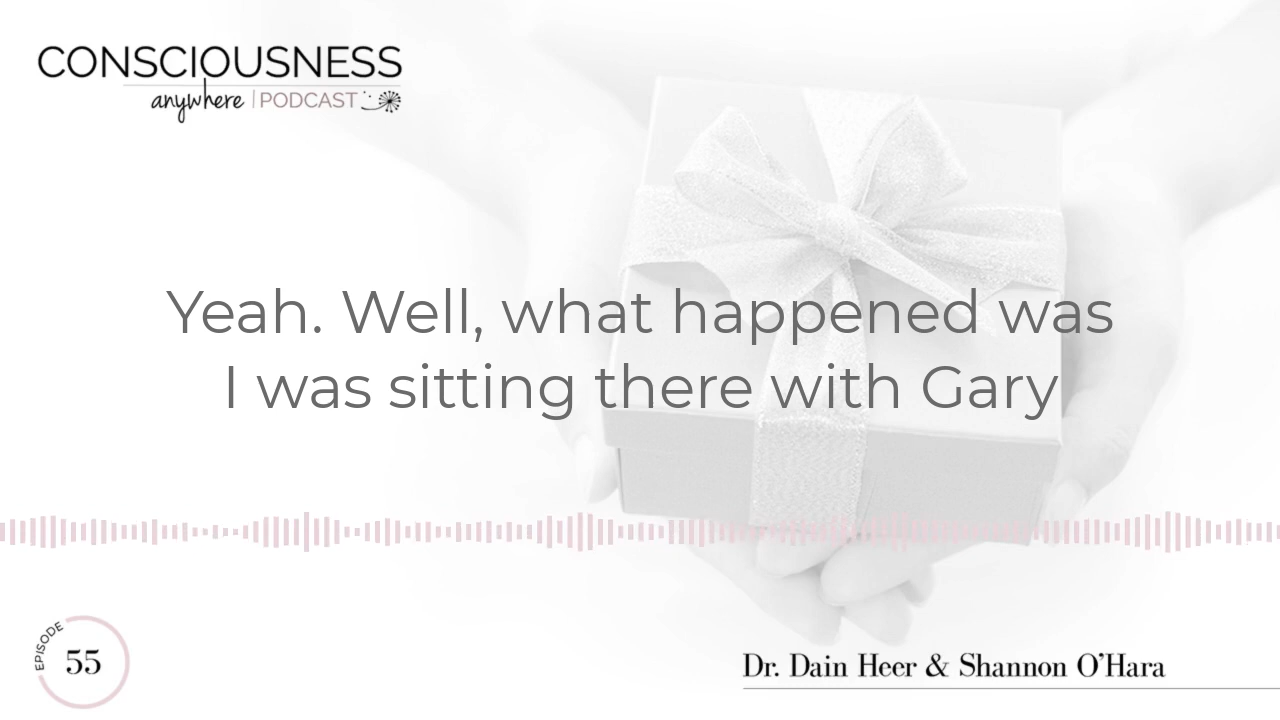 CONSCIOUSNESS
anywhere | PODCAST
Yeah. Well, what happened was
I was sitting there with Gary
EPISODE
55
Dr. Dain Heer & Shannon O'Hara